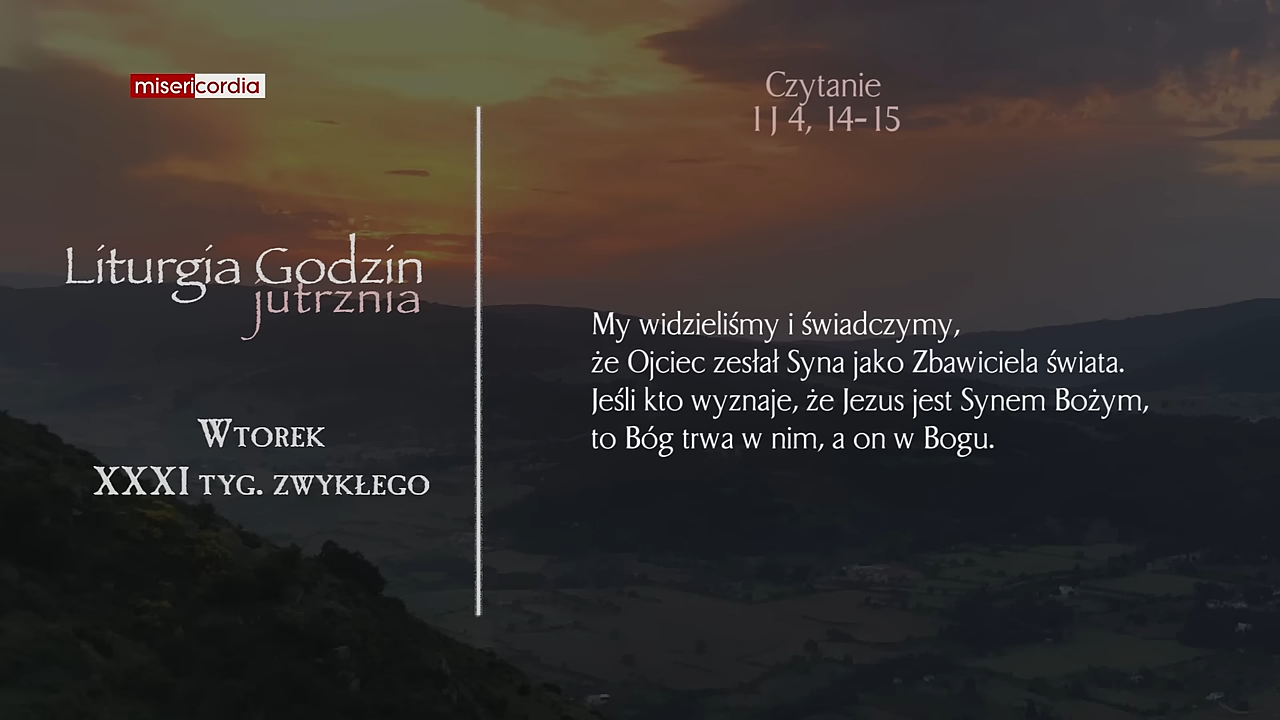 misericordia
Liturgia Godzin
jutrznia
Wtorek
XXXI tyg. zwykłego
Czytanie
1 J 4, 14-15
My widzieliśmy i świadczymy,
że Ojciec zesłał Syna jako Zbawiciela świata.
Jeśli kto wyznaje, że Jezus jest Synem Bożym,
to Bóg trwa w nim, a on w Bogu.